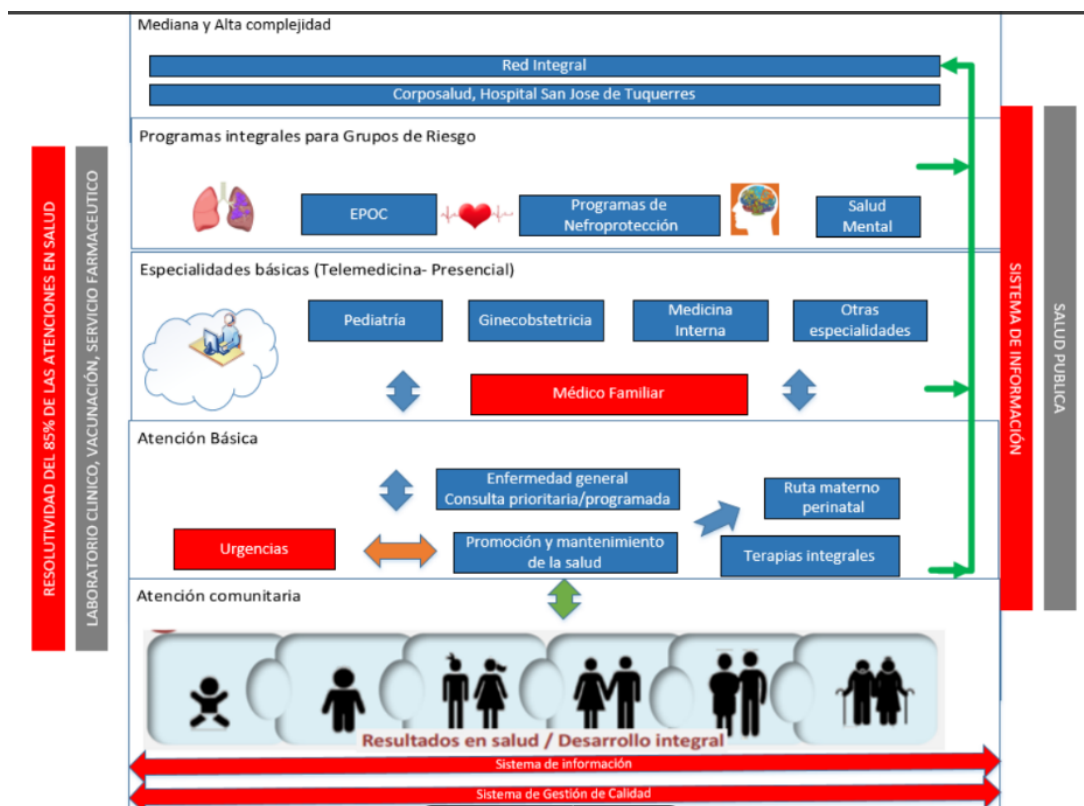 Mediana y Alta complejidad
Red Integral
Corposalud, Hospital San Jose de Tuquerres
Programas integrales para Grupos de Riesgo
EPOC
Programas de
Nefroprotección
Salud
Mental
Especialidades básicas (Telemedicina- Presencial)
Pediatría
Ginecobstetricia
Medicina
Interna
Otras
especialidades
Médico Familiar
Atención Básica
Enfermedad general
Consulta prioritaria/programada
Ruta materno
perinatal
Urgencias
Promoción y mantenimiento
de la salud
Terapias integrales
Atención comunitaria
Resultados en salud / Desarrollo integral
Sistema de información
Sistema de Gestión de Calidad
RESOLUTIVIDAD DEL 85% DE LAS ATENCIONES EN SALUD
LABORATORIO CLINICO, VACUNACIÓN, SERVICIO FARMACEUTICO
SISTEMA DE INFORMACIÓN
SALUD PUBLICA